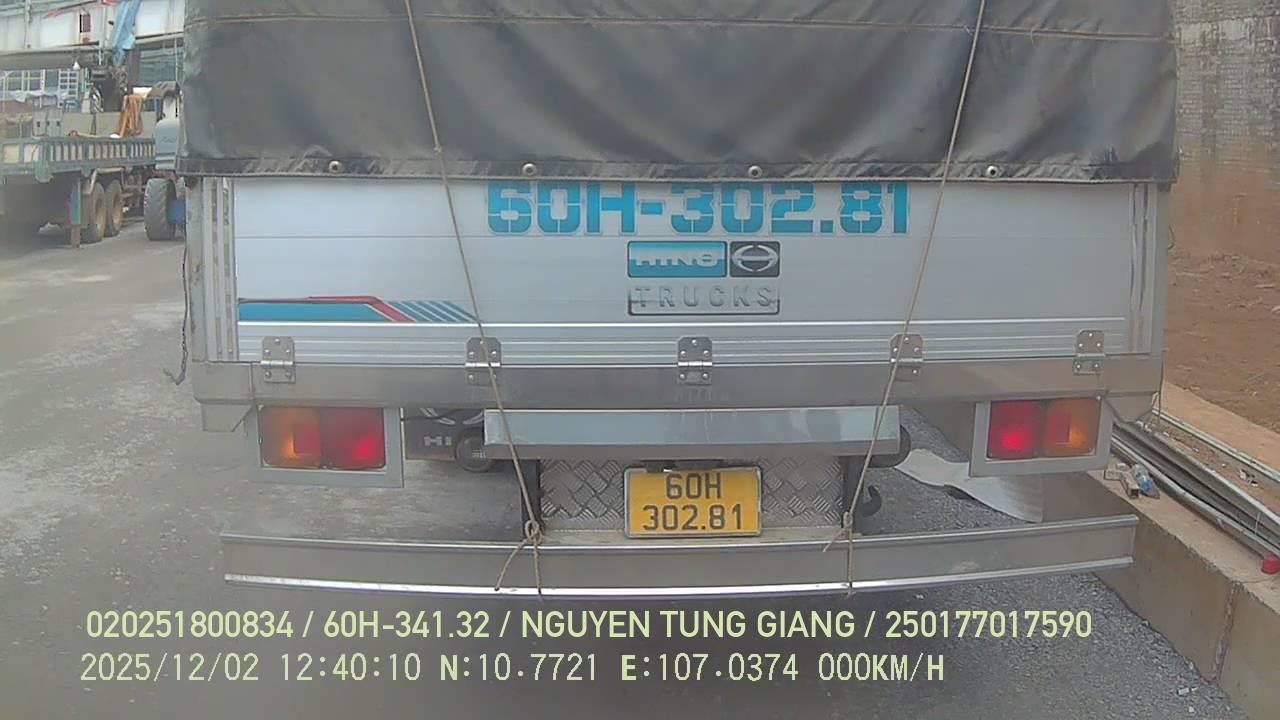 60H-302.81
HINO
TRUCKS
HI
60H
302.81
020251800834 / 60H-341.32 / NGUYEN TUNG GIANG / 250177017590
2025/12/02 12:40:10 N:10.7721 E:107.0374 000KM/H